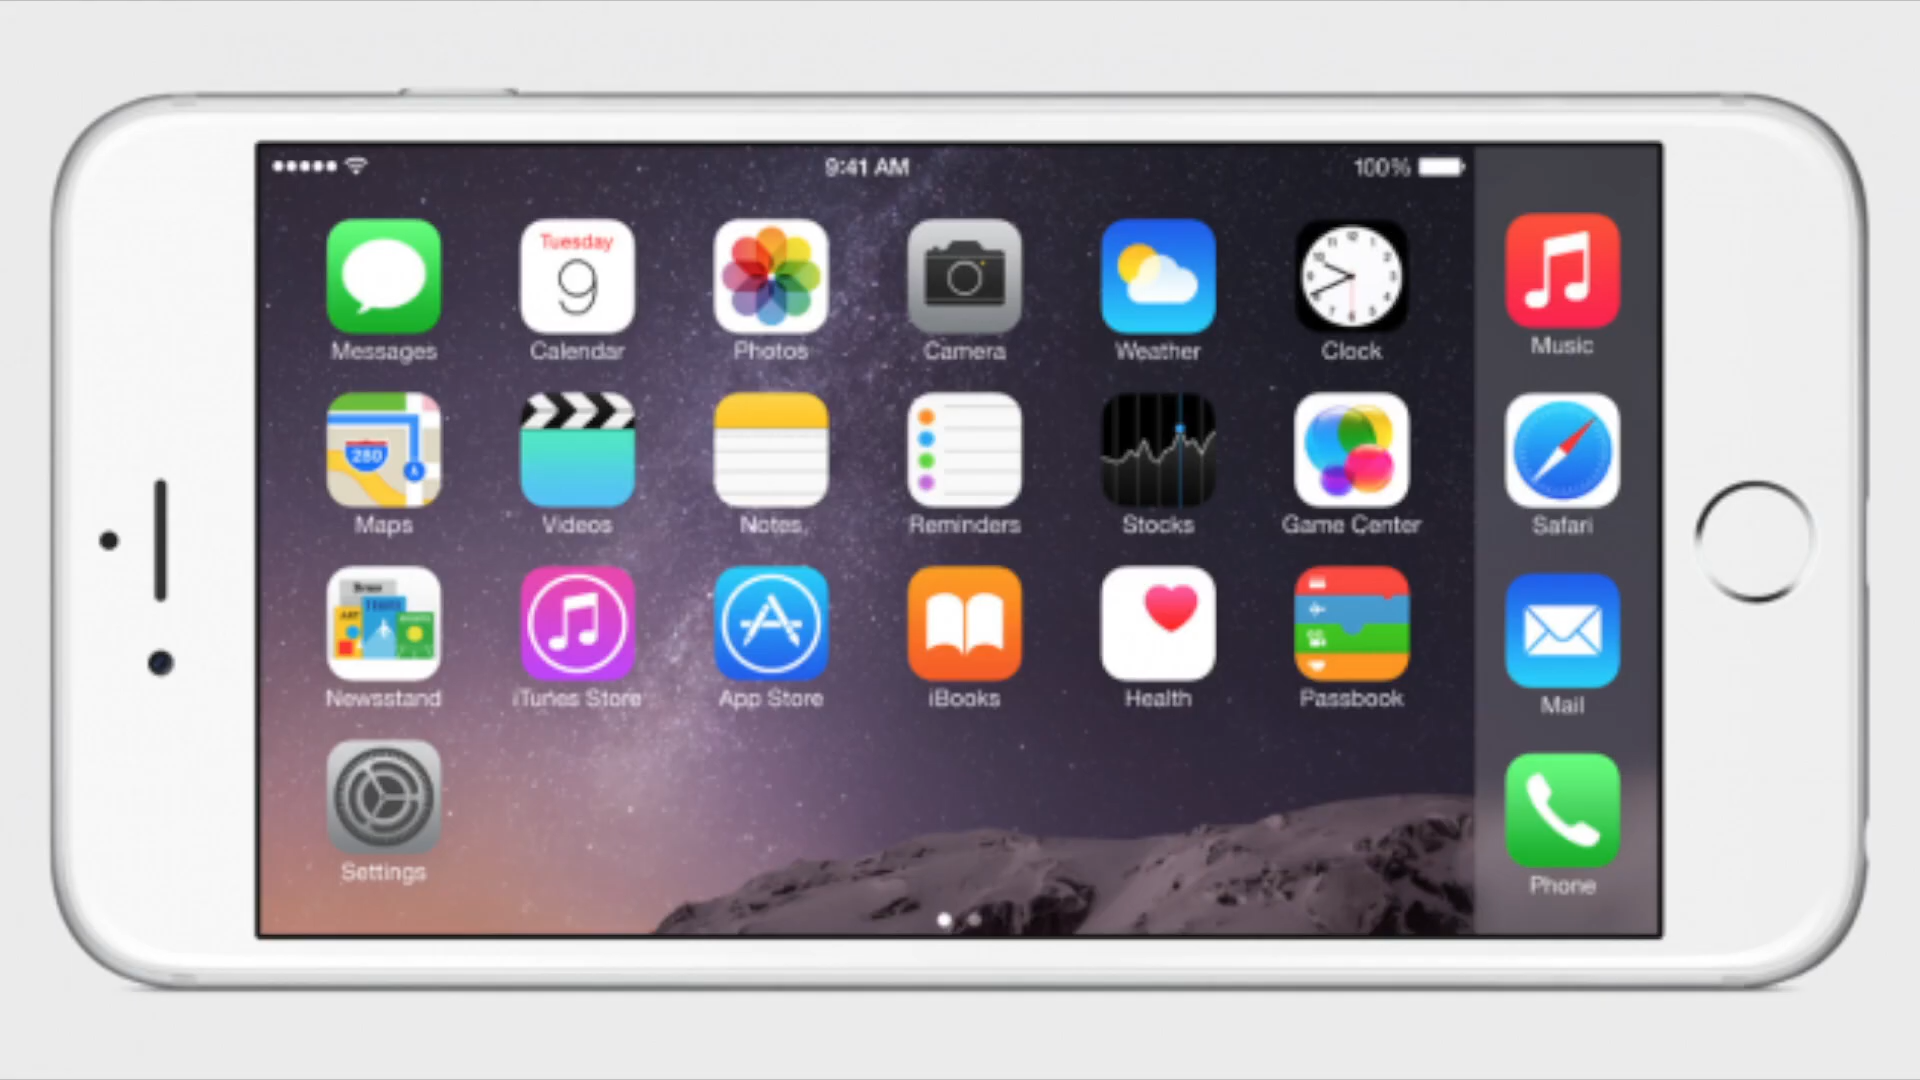 9:41 AM
100%
Tuesday
9
Messages
Calendar
Photos
Camera
Weather
Clock
Music
280
Maps
Videos
Notes
Reminders
Stocks
Game Center
Safari
Newsstand
iTunes Store
App Store
iBooks
Health
Passbook
Mail
Settings
Phone